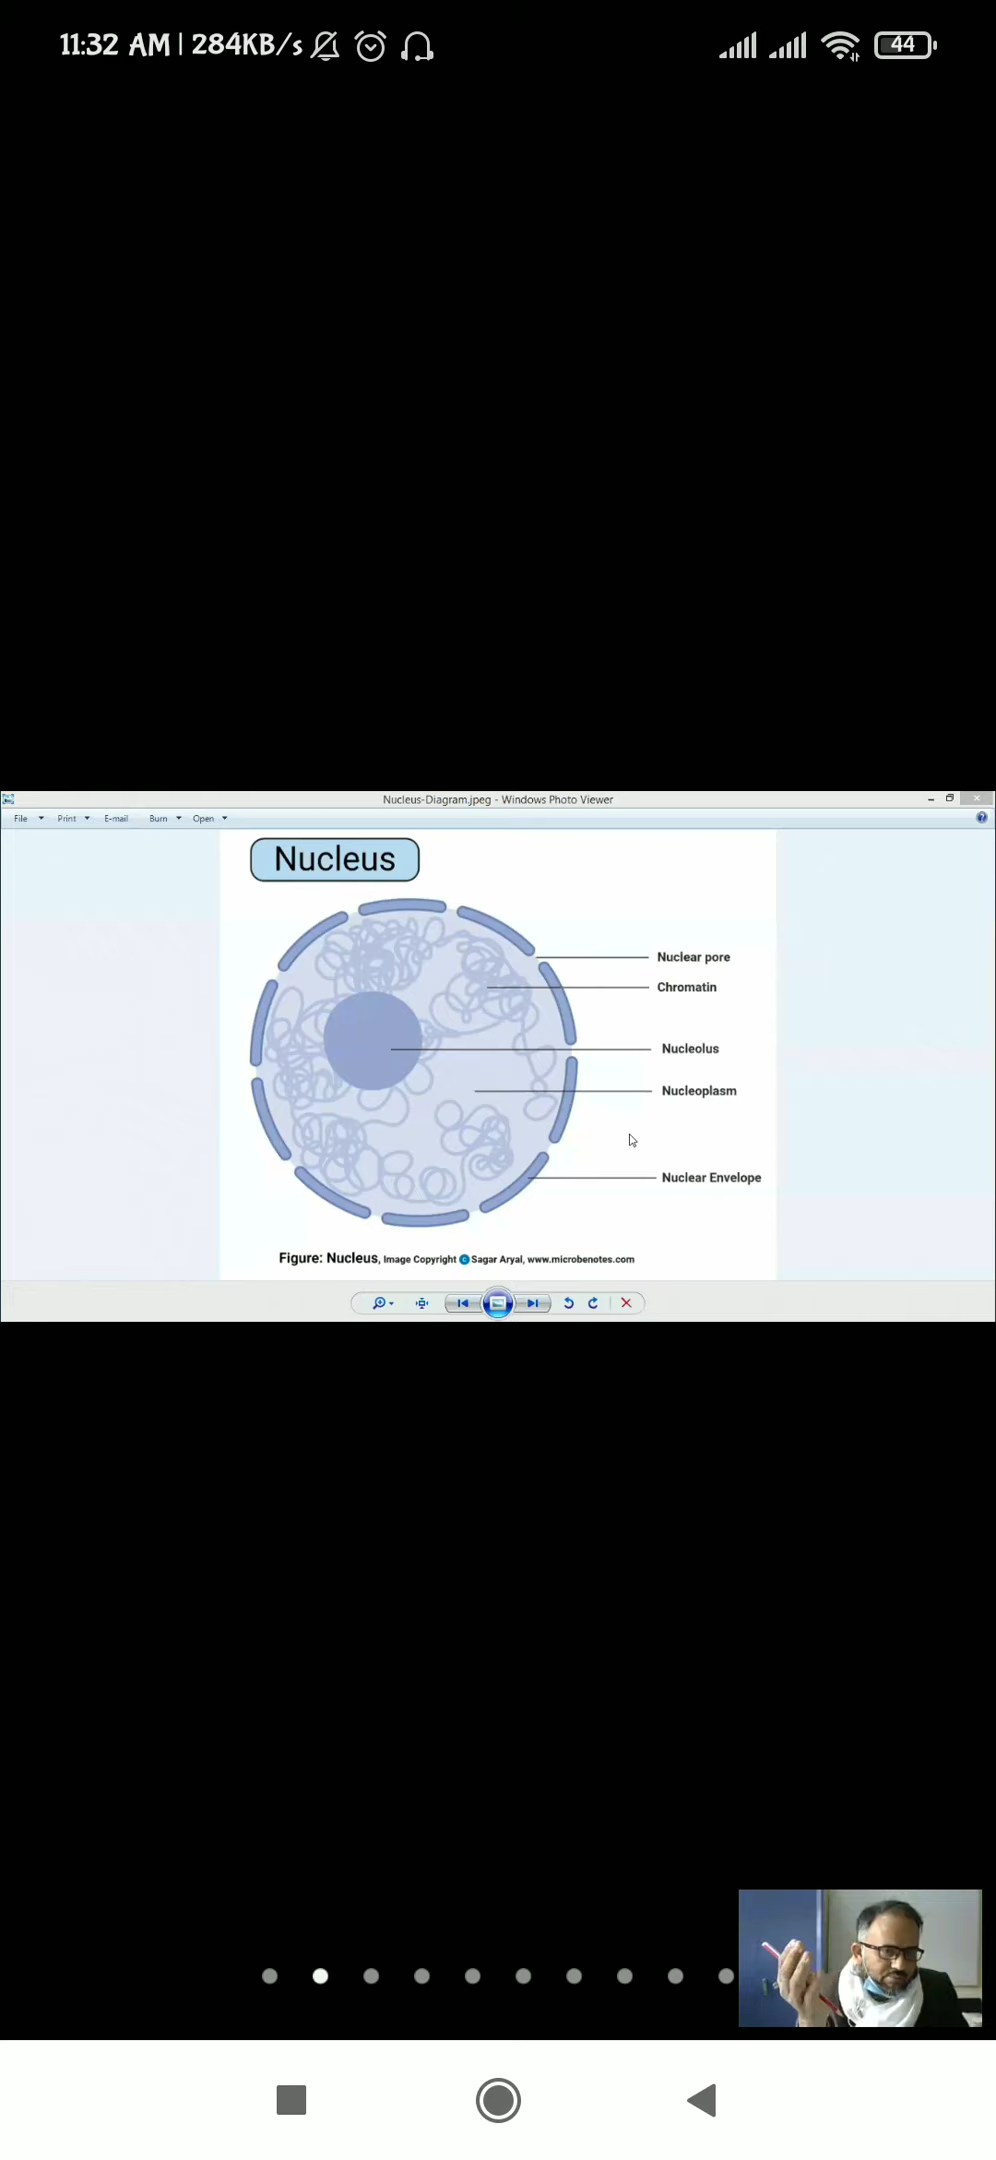 11:32 AM | 284KB/s 44
Nucleus-Diagram.jpeg - Windows Photo Viewer
File Print E-mail Burn Open
Nucleus
Nuclear pore
Chromatin
Nucleolus
Nucleoplasm
Nuclear Envelope
Figure: Nucleus, Image Copyright © Sagar Aryal, www.microbenotes.com